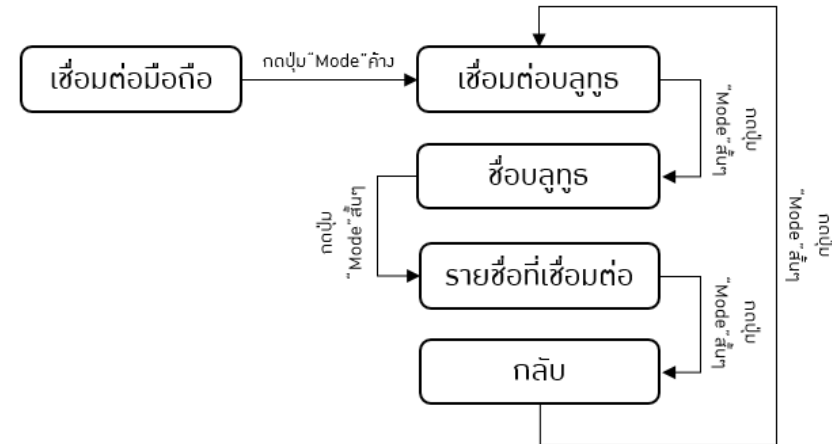 เชื่อมต่อมือถือ
กดปุ่ม"Mode"ค้าง
เชื่อมต่อบลูทูธ
กดปุ่ม
"Mode"สั้นๆ
ชื่อบลูทูธ
กดปุ่ม
"Mode"สั้นๆ
รายชื่อที่เชื่อมต่อ
กดปุ่ม
"Mode"สั้นๆ
กลับ
กดปุ่ม
"Mode"สั้นๆ